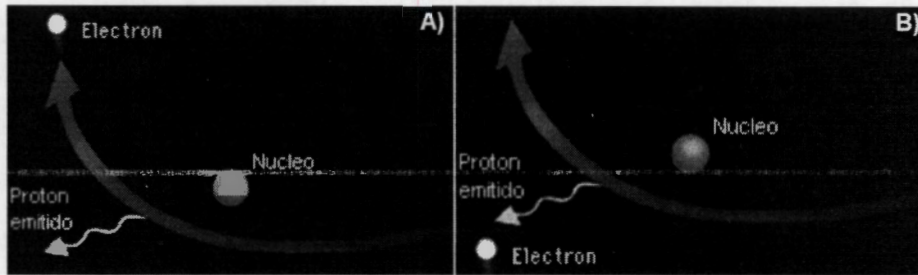 A)
Electron
Nucleo
Proton
emitido
B)
Nucleo
Proton
emitido
Electron